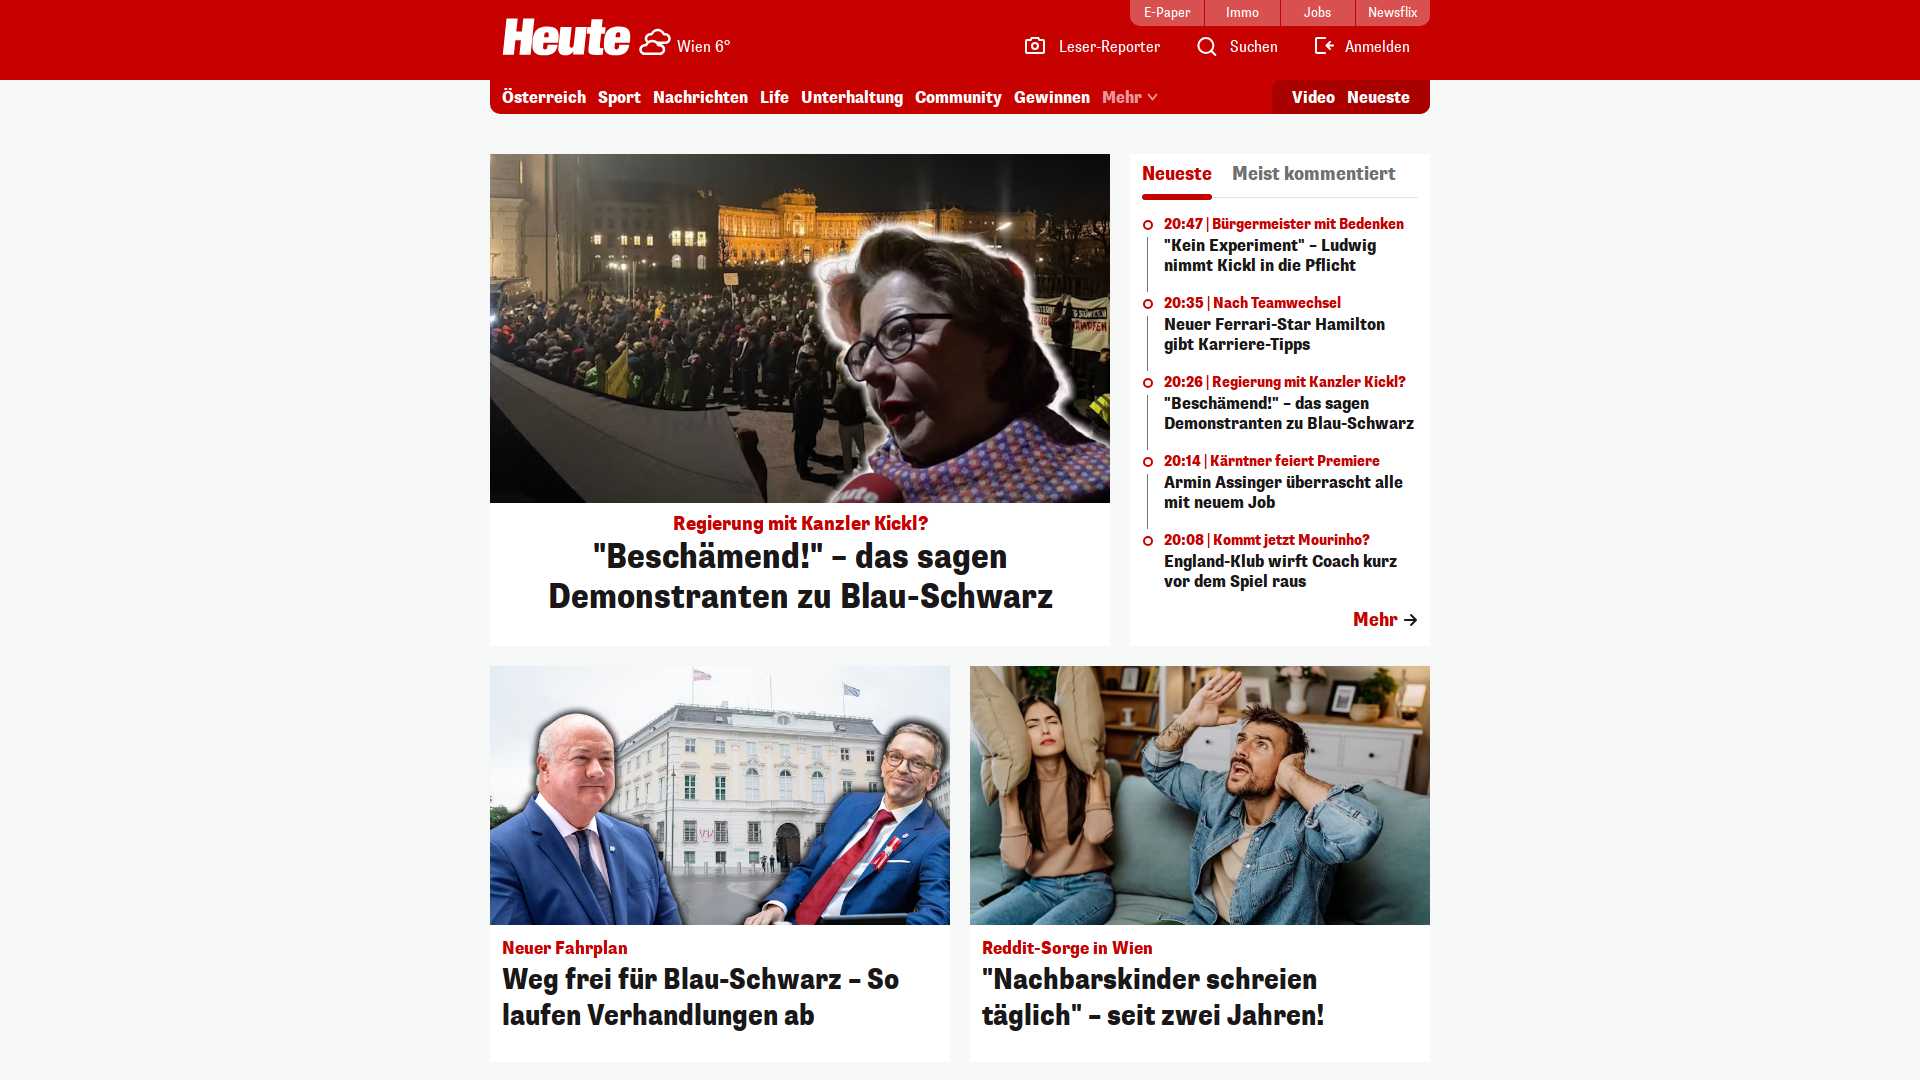 E-Paper
Immo
Jobs
Newsflix
Heute
Wien 6°
Leser-Reporter
Suchen
Anmelden
Österreich
Sport
Nachrichten
Life
Unterhaltung
Community
Gewinnen
Mehr
Video
Neueste
Regierung mit Kanzler Kickl?
"Beschämend!" – das sagen
Demonstranten zu Blau-Schwarz
Neueste
Meist kommentiert
20:47 | Bürgermeister mit Bedenken
"Kein Experiment" – Ludwig
nimmt Kickl in die Pflicht
20:35 | Nach Teamwechsel
Neuer Ferrari-Star Hamilton
gibt Karriere-Tipps
20:26 | Regierung mit Kanzler Kickl?
"Beschämend!" – das sagen
Demonstranten zu Blau-Schwarz
20:14 | Kärntner feiert Premiere
Armin Assinger überrascht alle
mit neuem Job
20:08 | Kommt jetzt Mourinho?
England-Klub wirft Coach kurz
vor dem Spiel raus
Mehr
Neuer Fahrplan
Weg frei für Blau-Schwarz – So
laufen Verhandlungen ab
Reddit-Sorge in Wien
"Nachbarskinder schreien
täglich" – seit zwei Jahren!